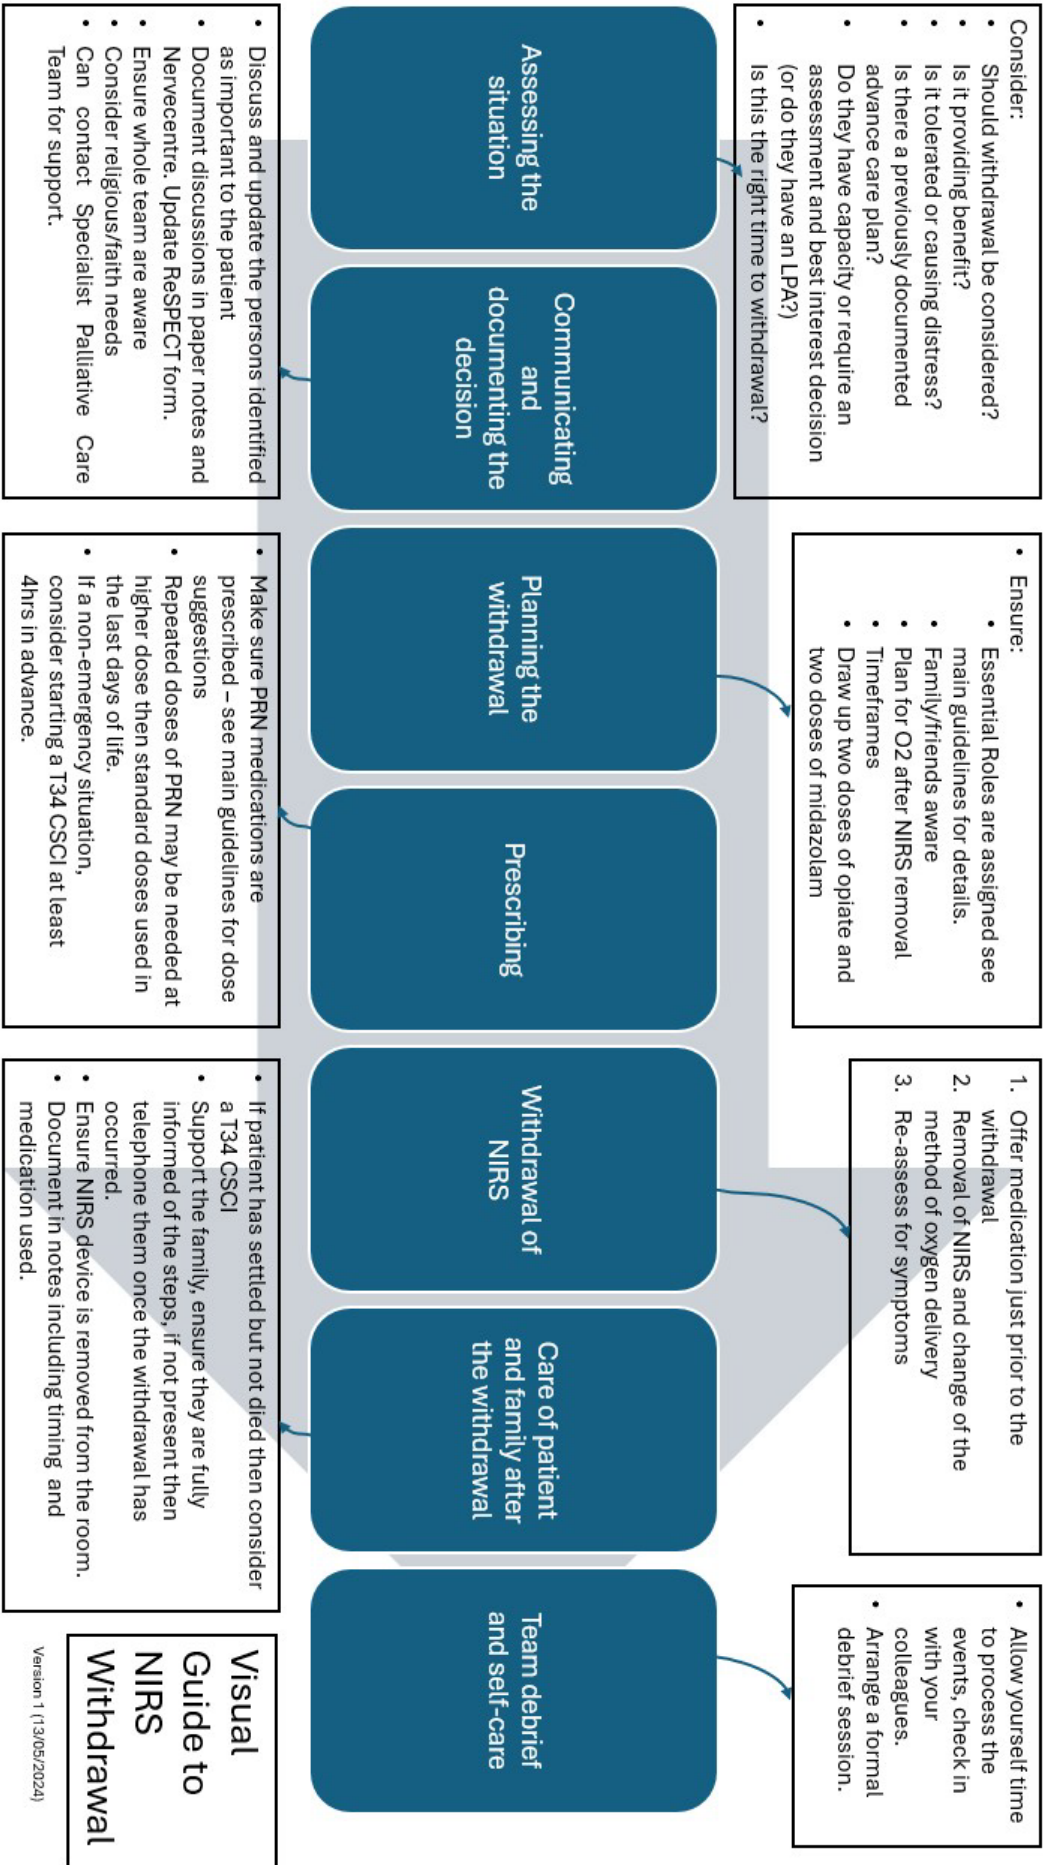 Consider:
• Should withdrawal be considered?
• Is it providing benefit?
• Is it tolerated or causing distress?
• Is there a previously documented
advance care plan?
• Do they have capacity or require an
assessment and best interest decision
(or do they have an LPA?)
• Is this the right time to withdrawal?
• Ensure:
• Essential Roles are assigned see
main guidelines for details.
• Family/friends aware
• Plan for O2 after NIRS removal
• Timeframes
• Draw up two doses of opiate and
two doses of midazolam
1. Offer medication just prior to the
withdrawal
2. Removal of NIRS and change of the
method of oxygen delivery
3. Re-assess for symptoms
• Allow yourself time
to process the
events, check in
with your
colleagues.
• Arrange a formal
debrief session.
Assessing the
situation
Communicating
and
documenting the
decision
Planning the
withdrawal
Prescribing
Withdrawal of
NIRS
Care of patient
and family after
the withdrawal
Team debrief
and self-care
• Discuss and update the persons identified
as important to the patient
• Document discussions in paper notes and
Nervecentre. Update ReSPECT form.
• Ensure whole team are aware
• Consider religious/faith needs
• Can contact Specialist Palliative Care
Team for support.
• Make sure PRN medications are
prescribed – see main guidelines for dose
suggestions
• Repeated doses of PRN may be needed at
higher dose then standard doses used in
the last days of life.
• If a non-emergency situation,
consider starting a T34 CSCI at least
4hrs in advance.
• If patient has settled but not died then consider
a T34 CSCI
• Support the family, ensure they are fully
informed of the steps, if not present then
telephone them once the withdrawal has
occurred.
• Ensure NIRS device is removed from the room.
• Document in notes including timing and
medication used.
Visual
Guide to
NIRS
Withdrawal
Version 1 (13/05/2024)